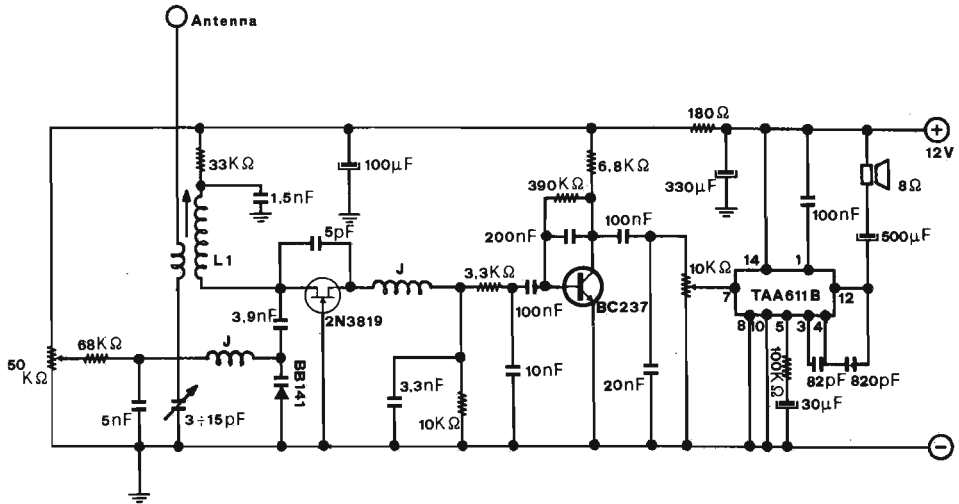 Antenna
180Ω
12V
33KΩ
100μF
6,8KΩ
330μF
8Ω
1,5nF
390KΩ
100nF
5pF
200nF
100nF
500μF
L1
J
3,3KΩ
10KΩ
14
1
7
TAA611B
12
3,9nF
2N3819
100nF
BC237
8
10
5
3
4
50
KΩ
68KΩ
J
BB141
5nF
3÷15pF
3,3nF
10KΩ
10nF
20nF
100KΩ
82pF
820pF
30μF